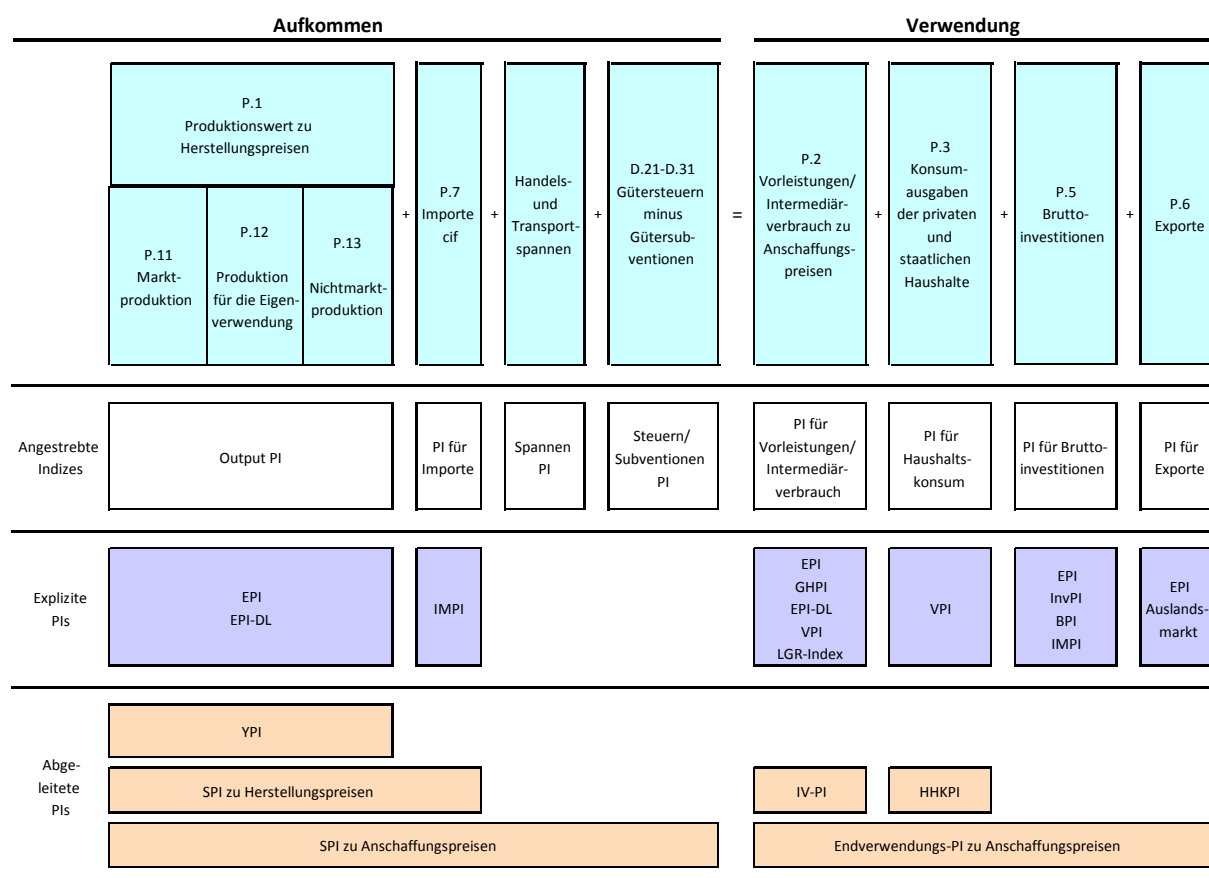 Aufkommen
Verwendung
P.1
Produktionswert zu
Herstellungspreisen
P.11
Markt-
produktion
P.12
Produktion
für die Eigen-
verwendung
P.13
Nichtmarkt-
produktion
+
P.7
Importe
cif
+
Handels-
und
Transport-
spannen
+
D.21-D.31
Gütersteuern
minus
Gütersub-
ventionen
=
P.2
Vorleistungen/
Intermediär-
verbrauch zu
Anschaffungs-
preisen
+
P.3
Konsum-
ausgaben
der privaten
und
staatlichen
Haushalte
+
P.5
Brutto-
investitionen
+
P.6
Exporte
Angestrebte
Indizes
Output PI
PI für
Importe
Spannen
PI
Steuern/
Subventionen
PI
PI für
Vorleistungen/
Intermediär-
verbrauch
PI für
Haushalts-
konsum
PI für Brutto-
investitionen
PI für
Exporte
Explizite
PIs
EPI
EPI-DL
IMPI
EPI
GHPI
EPI-DL
VPI
LGR-Index
VPI
EPI
InvPI
BPI
IMPI
EPI
Auslands-
markt
Abge-
leitete
PIs
YPI
SPI zu Herstellungspreisen
IV-PI
HHKPI
SPI zu Anschaffungspreisen
Endverwendungs-PI zu Anschaffungspreisen